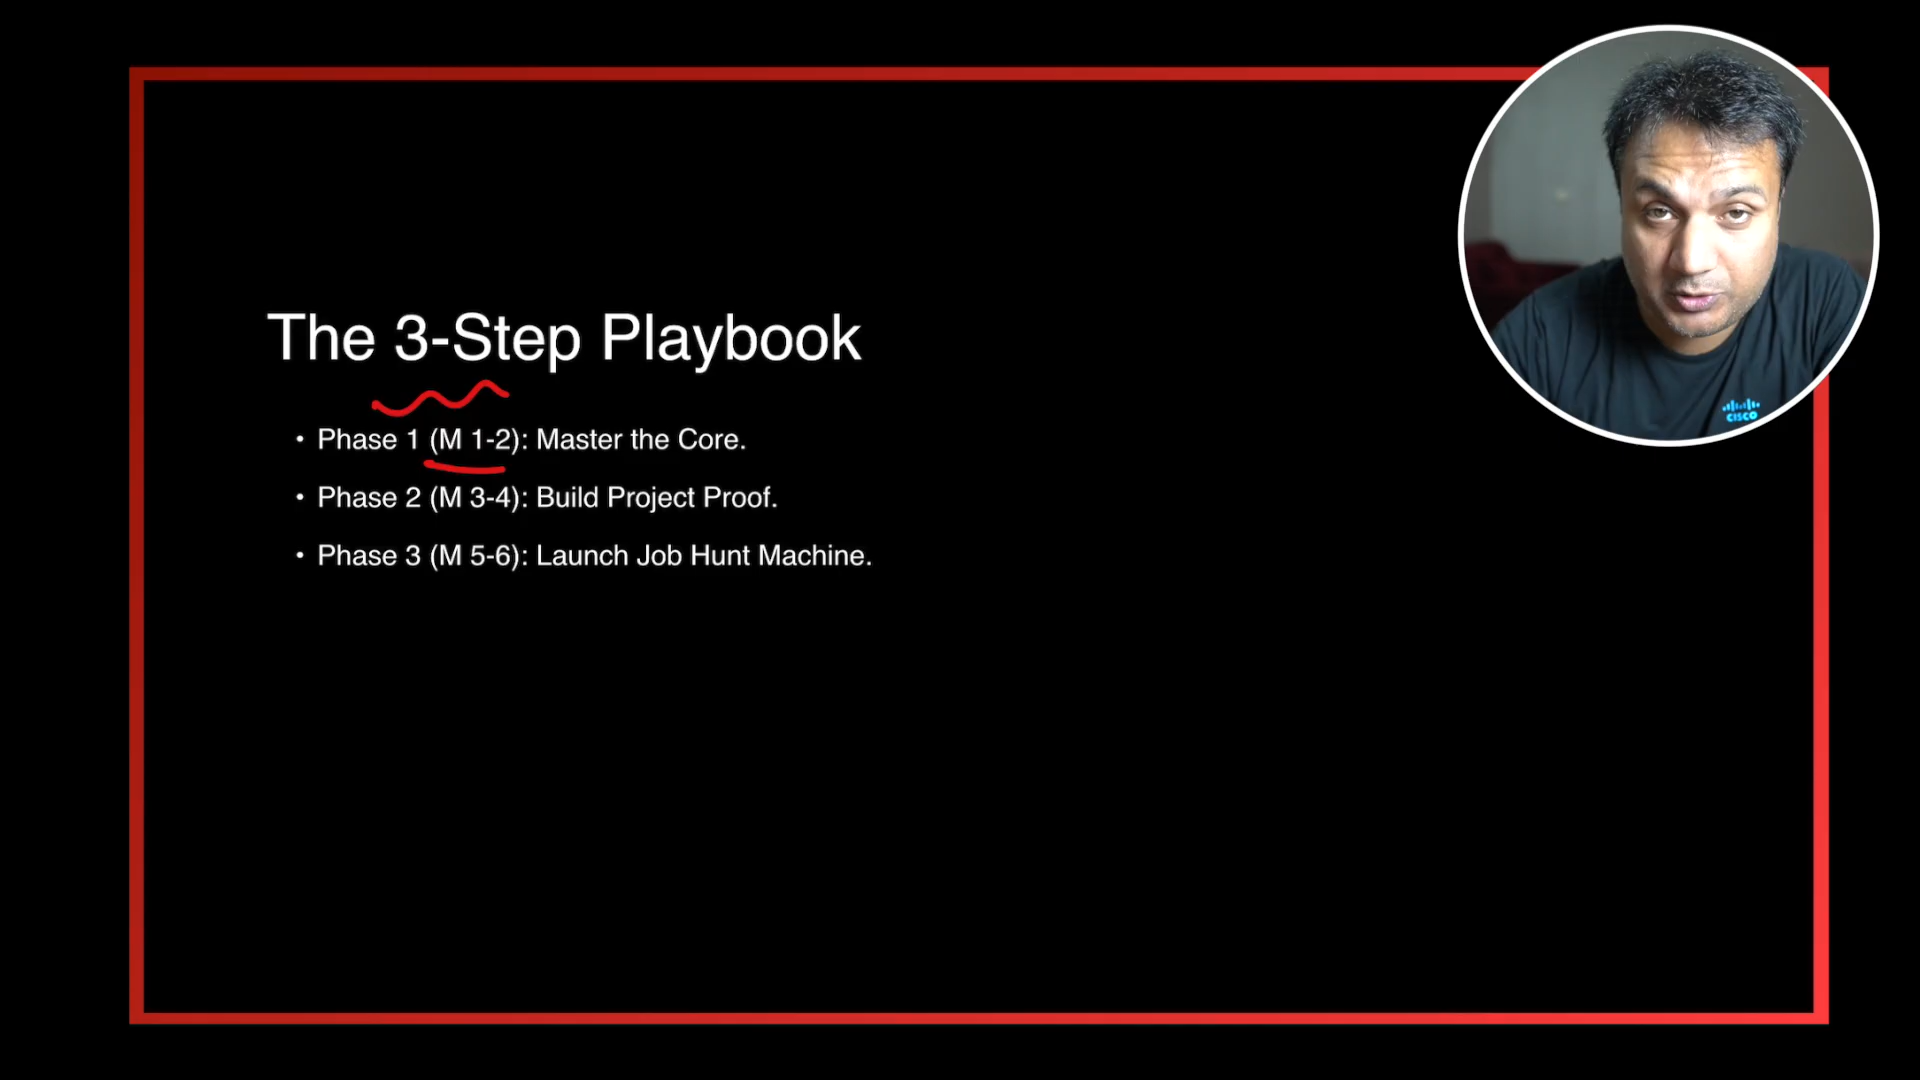 The 3-Step Playbook
• Phase 1 (M 1-2): Master the Core.
• Phase 2 (M 3-4): Build Project Proof.
• Phase 3 (M 5-6): Launch Job Hunt Machine.
CISCO